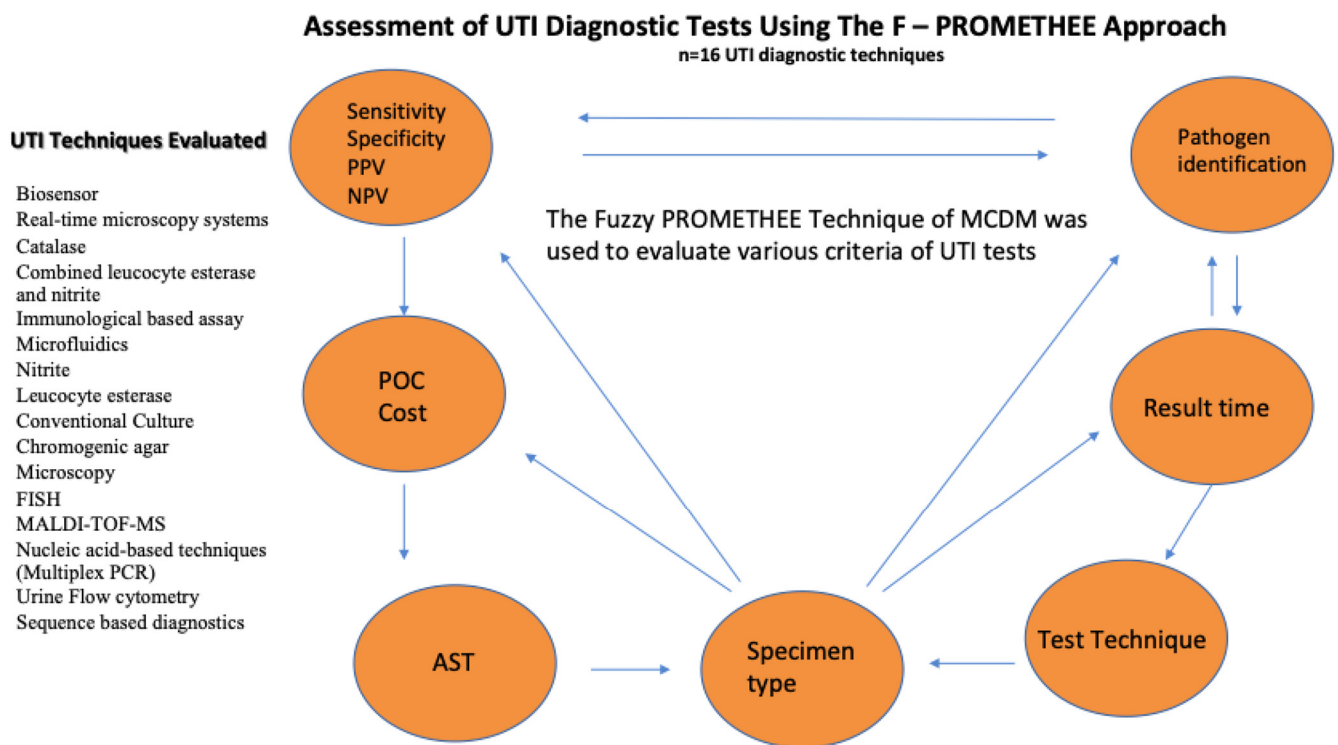 Assessment of UTI Diagnostic Tests Using The F – PROMETHEE Approach
n=16 UTI diagnostic techniques
UTI Techniques Evaluated
Biosensor
Real-time microscopy systems
Catalase
Combined leucocyte esterase
and nitrite
Immunological based assay
Microfluidics
Nitrite
Leucocyte esterase
Conventional Culture
Chromogenic agar
Microscopy
FISH
MALDI-TOF-MS
Nucleic acid-based techniques
(Multiplex PCR)
Urine Flow cytometry
Sequence based diagnostics
Sensitivity
Specificity
PPV
NPV
Pathogen
identification
The Fuzzy PROMETHEE Technique of MCDM was
used to evaluate various criteria of UTI tests
POC
Cost
Result time
AST
Specimen
type
Test Technique